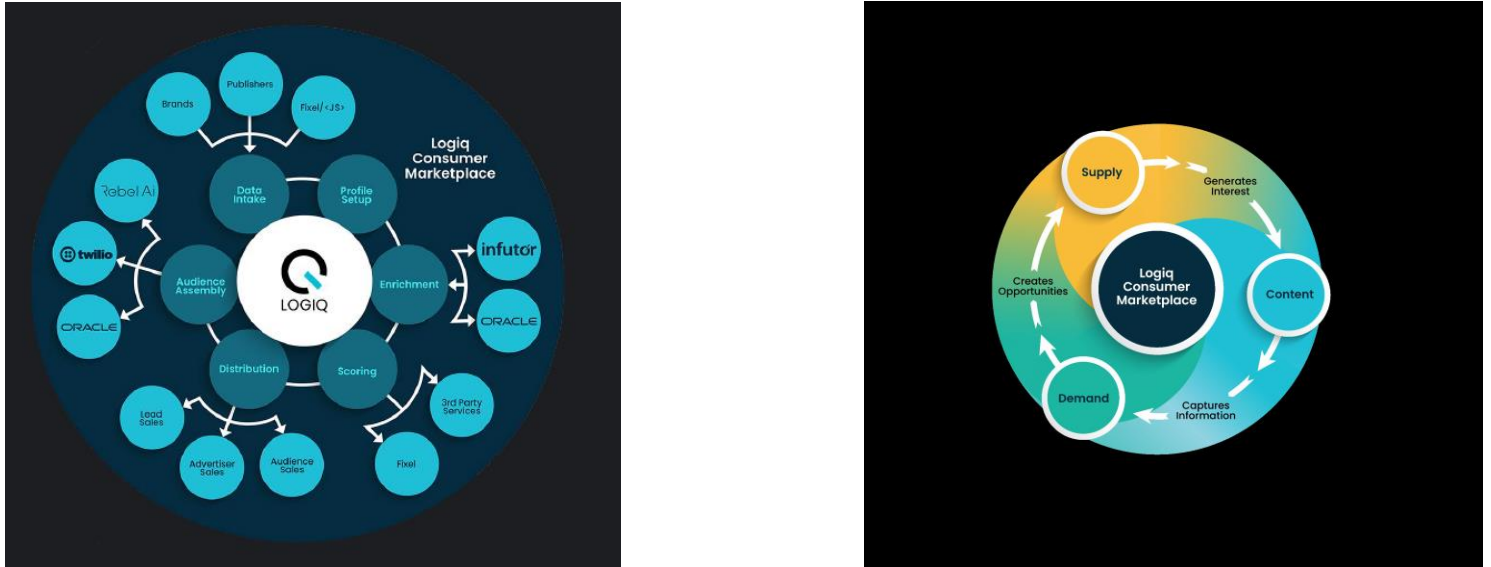 Brands
Publishers
Fixel/<JS>
Logiq
Consumer
Marketplace
Rebel Ai
twilio
ORACLE
Data
Intake
Profile
Setup
Audience
Assembly
LOGIQ
Enrichment
infutor
ORACLE
Distribution
Scoring
Lead
Sales
Advertiser
Sales
Audience
Sales
Fixel
3rd Party
Services
Supply
Generates
Interest
Creates
Opportunities
Logiq
Consumer
Marketplace
Content
Demand
Captures
Information